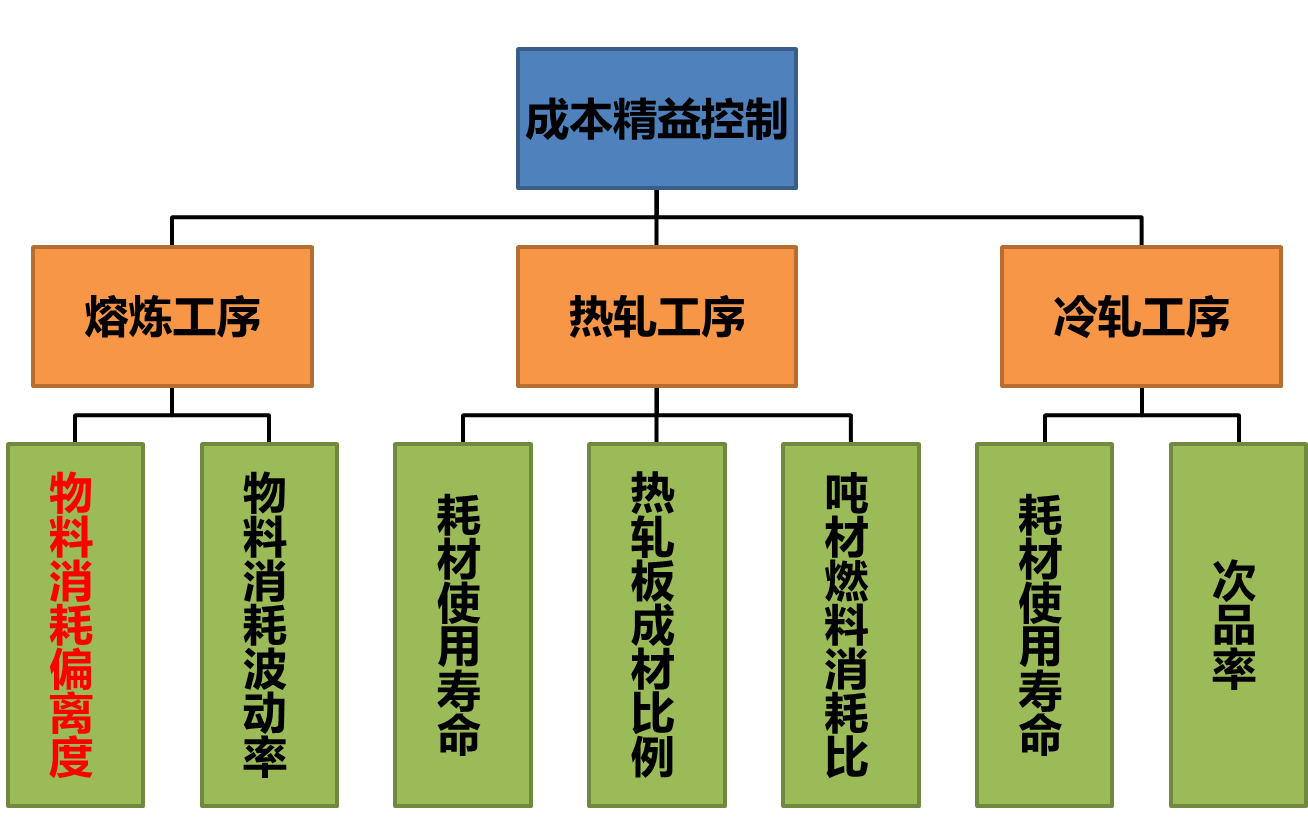 成本精益控制
熔炼工序
热轧工序
冷轧工序
物料消耗偏离度
物料消耗波动率
耗材使用寿命
热轧板成材比例
吨材燃料消耗比
耗材使用寿命
次品率